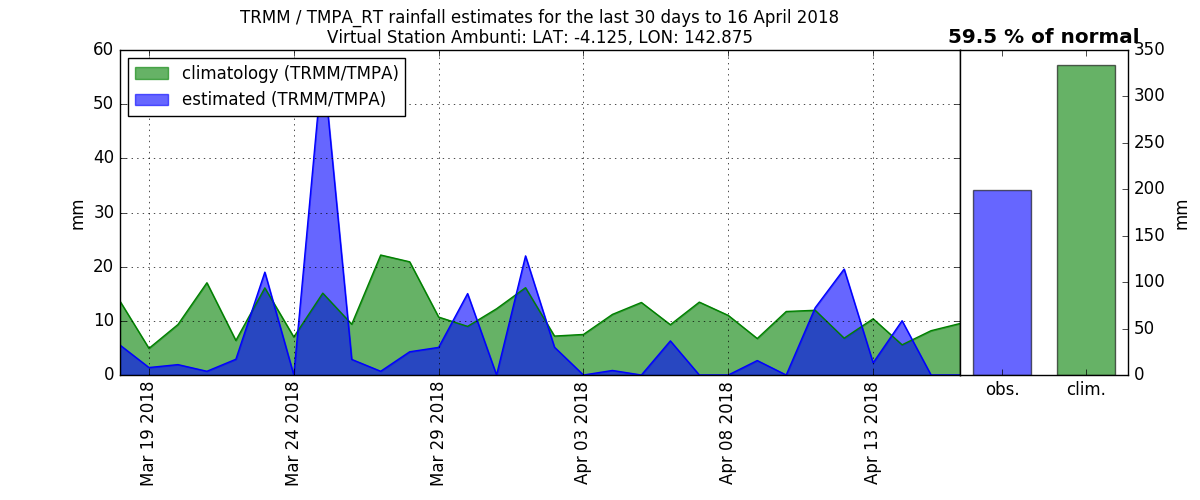 TRMM / TMPA_RT rainfall estimates for the last 30 days to 16 April 2018
Virtual Station Ambunti: LAT: -4.125, LON: 142.875
59.5 % of normal
climatology (TRMM/TMPA)
estimated (TRMM/TMPA)
mm
60
50
40
30
20
10
0
Mar 19 2018
Mar 24 2018
Mar 29 2018
Apr 03 2018
Apr 08 2018
Apr 13 2018
obs.
clim.
350
300
250
200
150
100
50
0
mm